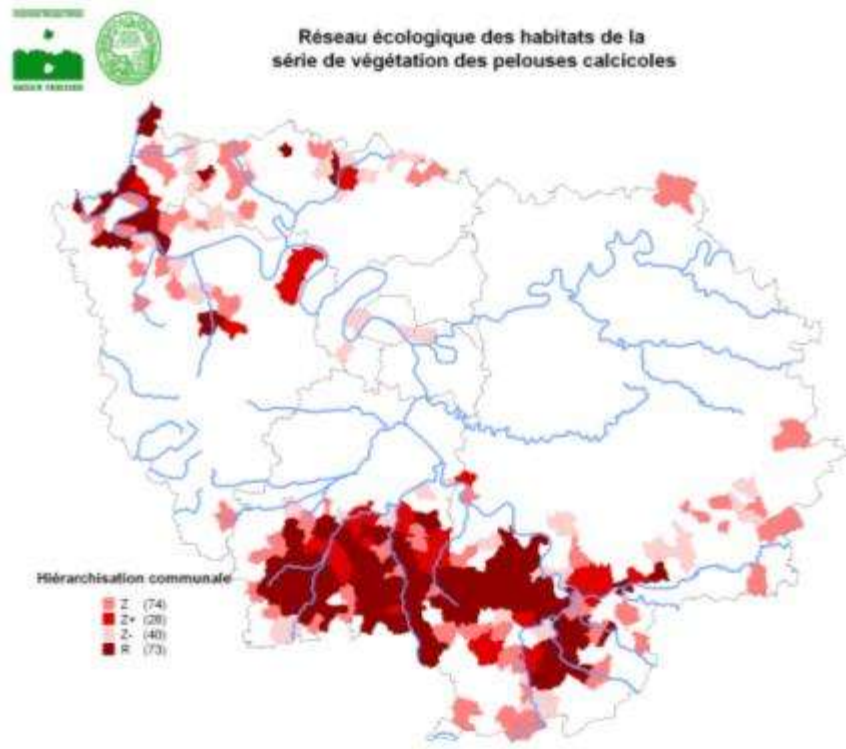 Réseau écologique des habitats de la
série de végétation des pelouses calcicoles
Hiérarchisation communale
Z (74)
Z+ (28)
Z- (40)
R (73)